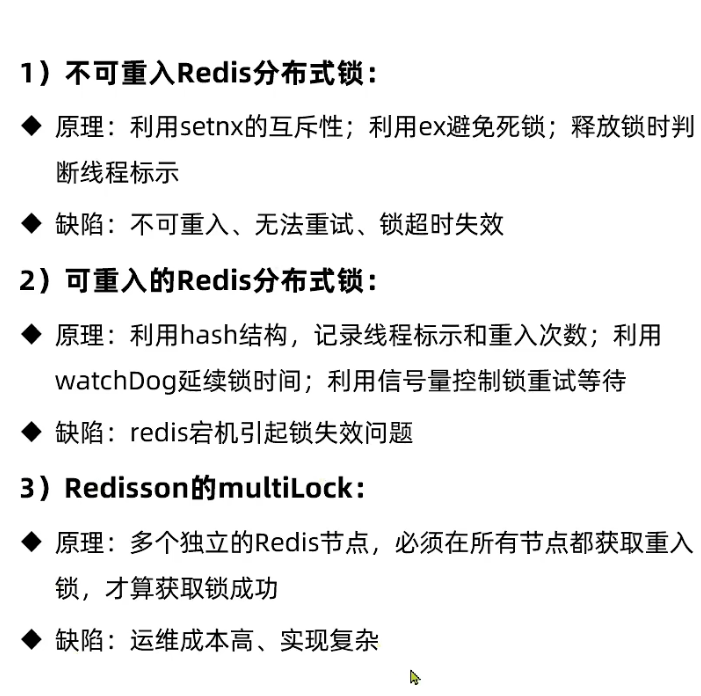 1）不可重入Redis分布式锁：
◆ 原理：利用setnx的互斥性；利用ex避免死锁；释放锁时判
断线程标示
◆ 缺陷：不可重入、无法重试、锁超时失效
2）可重入的Redis分布式锁：
◆ 原理：利用hash结构，记录线程标示和重入次数；利用
watchDog延续锁时间；利用信号量控制锁重试等待
◆ 缺陷：redis宕机引起锁失效问题
3）Redisson的multiLock：
◆ 原理：多个独立的Redis节点，必须在所有节点都获取重入
锁，才算获取锁成功
◆ 缺陷：运维成本高、实现复杂